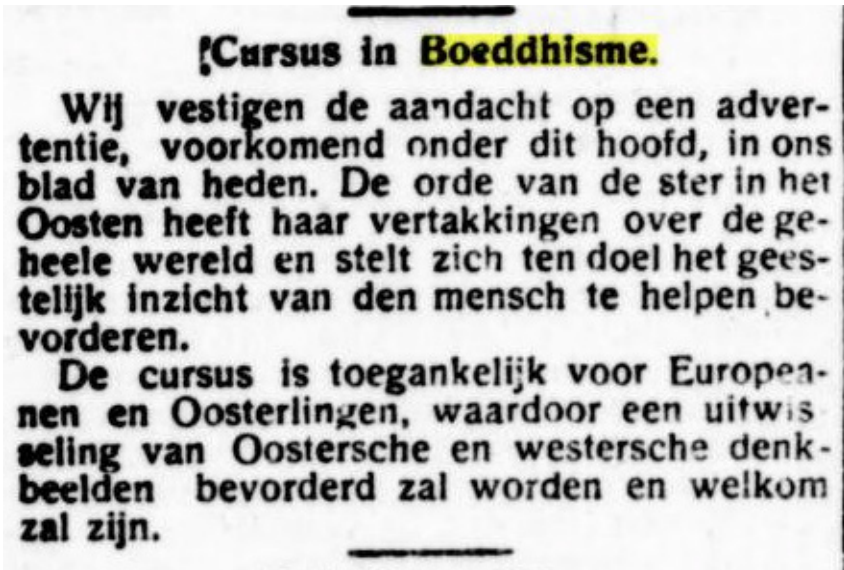 Cursus in Boeddhisme.
Wij vestigen de aandacht op een adver-
tentie, voorkomend onder dit hoofd, in ons
blad van heden. De orde van de ster in het
Oosten heeft haar vertakkingen over de ge-
heele wereld en stelt zich ten doel het gees-
telijk inzicht van den mensch te helpen be-
vorderen.
De cursus is toegankelijk voor Europea-
nen en Oosterlingen, waardoor een uitwis
seling van Oostersche en westersche denk-
beelden bevorderd zal worden en welkom
zal zijn.